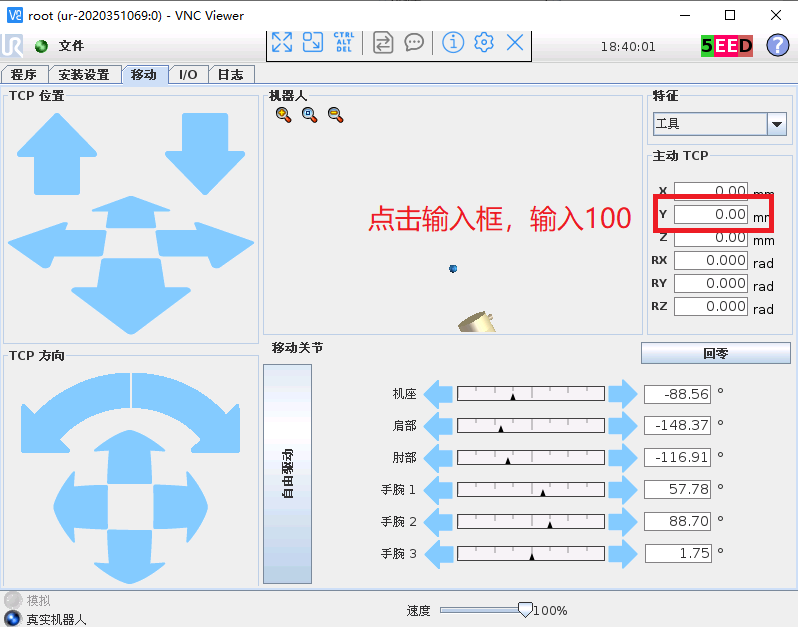 root (ur-2020351069:0) - VNC Viewer
文件
CTRL
ALT
DEL
18:40:01
SEED
?
程序 安装设置 移动 I/O 日志
TCP 位置
机器人
特征
工具
主动 TCP
X 0.00 mm
Y 0.00 mm
Z 0.00 mm
RX 0.000 rad
RY 0.000 rad
RZ 0.000 rad
点击输入框，输入100
TCP 方向
移动关节
回零
自由驱动
机座 -88.56 °
肩部 -148.37 °
肘部 -116.91 °
手腕 1 57.78 °
手腕 2 88.70 °
手腕 3 1.75 °
模拟
真实机器人
速度 100%